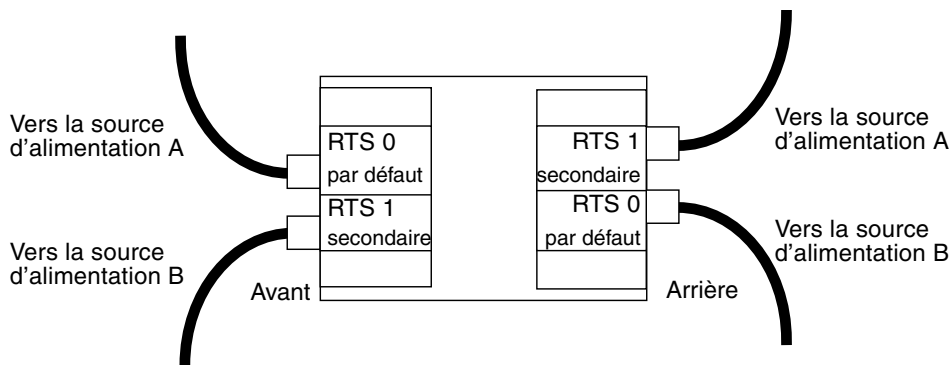 Vers la source
d'alimentation A
Vers la source
d'alimentation B
RTS 0
par défaut
RTS 1
secondaire
Avant
RTS 1
secondaire
RTS 0
par défaut
Arrière
Vers la source
d'alimentation A
Vers la source
d'alimentation B